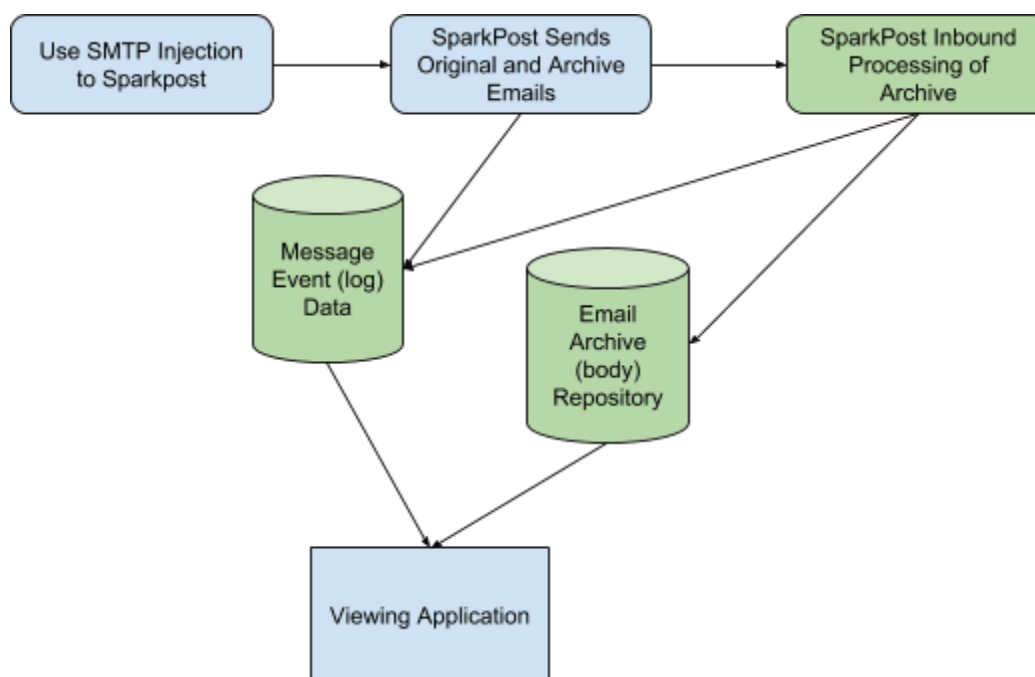 Use SMTP Injection
to Sparkpost
SparkPost Sends
Original and Archive
Emails
SparkPost Inbound
Processing of
Archive
Message
Event (log)
Data
Email
Archive
(body)
Repository
Viewing Application